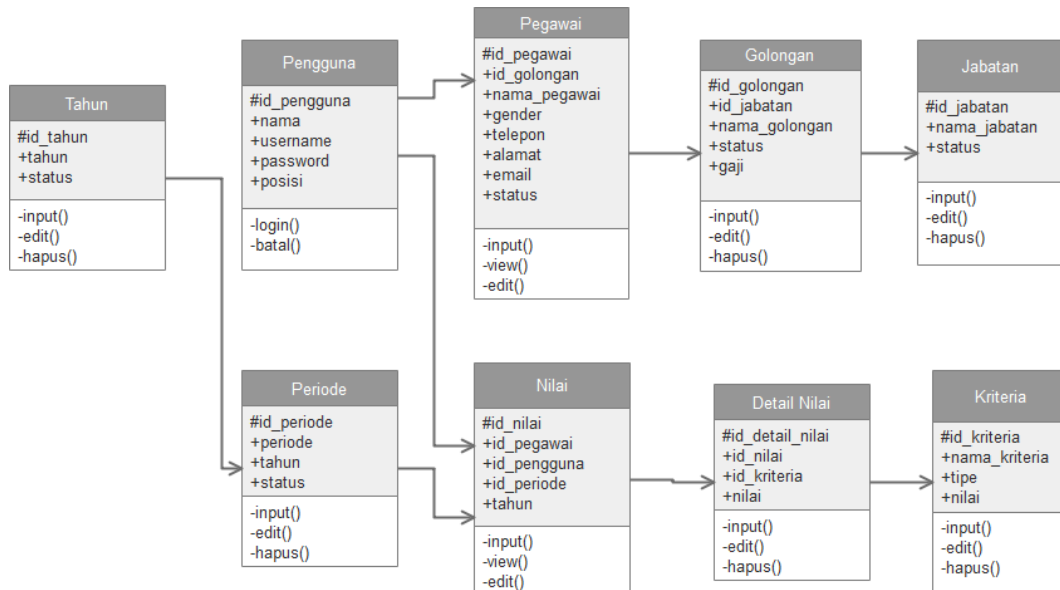 Tahun
#id_tahun
+tahun
+status
-input()
-edit()
-hapus()
Pengguna
#id_pengguna
+nama
+username
+password
+posisi
-login()
-batal()
Pegawai
#id_pegawai
+id_golongan
+nama_pegawai
+gender
+telepon
+alamat
+email
+status
-input()
-view()
-edit()
Golongan
#id_golongan
+id_jabatan
+nama_golongan
+status
+gaji
-input()
-edit()
-hapus()
Jabatan
#id_jabatan
+nama_jabatan
+status
-input()
-edit()
-hapus()
Periode
#id_periode
+periode
+tahun
+status
-input()
-edit()
-hapus()
Nilai
#id_nilai
+id_pegawai
+id_pengguna
+id_periode
+tahun
-input()
-view()
-edit()
Detail Nilai
#id_detail_nilai
+id_nilai
+id_kriteria
+nilai
-input()
-edit()
-hapus()
Kriteria
#id_kriteria
+nama_kriteria
+tipe
+nilai
-input()
-edit()
-hapus()